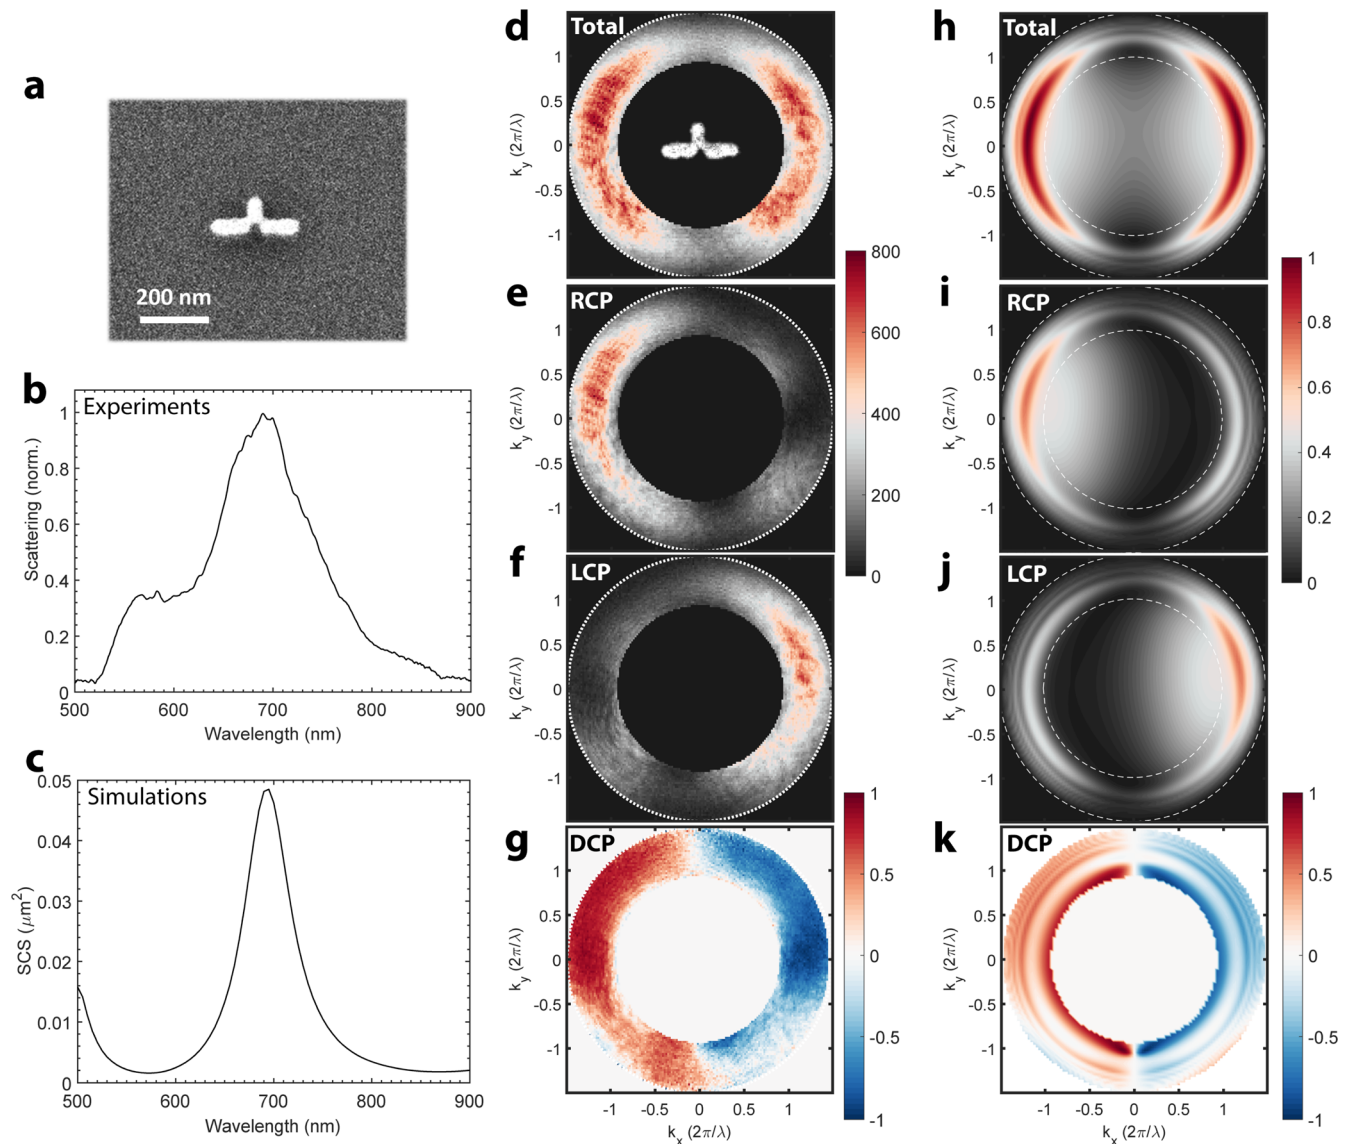 a
200 nm
b
Experiments
Scattering (norm.)
1
0.8
0.6
0.4
0.2
0
500 600 700 800 900
Wavelength (nm)
c
Simulations
SCS (μm²)
0.05
0.04
0.03
0.02
0.01
0
500 600 700 800 900
Wavelength (nm)
d
Total
k_y (2π/λ)
1
0.5
0
-0.5
-1
e
RCP
k_y (2π/λ)
1
0.5
0
-0.5
-1
f
LCP
k_y (2π/λ)
1
0.5
0
-0.5
-1
800
600
400
200
0
g
DCP
k_y (2π/λ)
1
0.5
0
-0.5
-1
-1 -0.5 0 0.5 1
k_x (2π/λ)
1
0.5
0
-0.5
-1
h
Total
k_y (2π/λ)
1
0.5
0
-0.5
-1
i
RCP
k_y (2π/λ)
1
0.5
0
-0.5
-1
j
LCP
k_y (2π/λ)
1
0.5
0
-0.5
-1
1
0.8
0.6
0.4
0.2
0
k
DCP
k_y (2π/λ)
1
0.5
0
-0.5
-1
-1 -0.5 0 0.5 1
k_x (2π/λ)
1
0.5
0
-0.5
-1